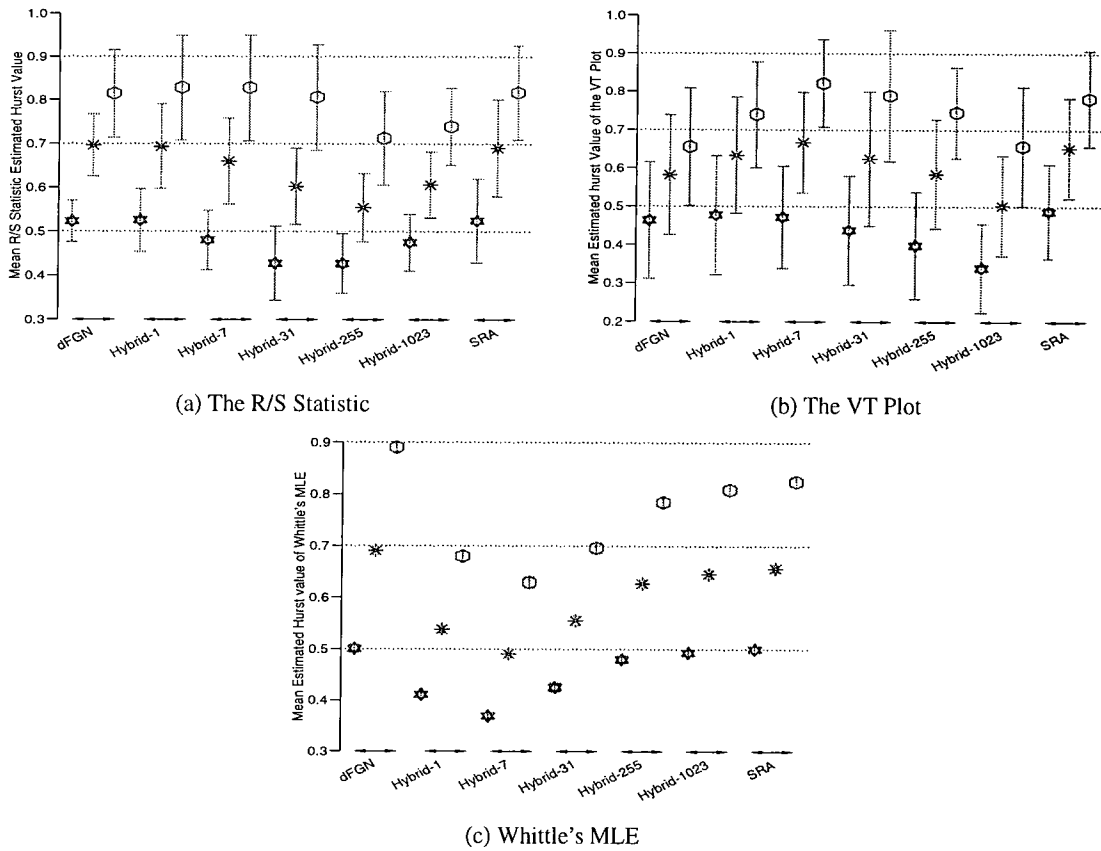 Mean R/S Statistic Estimated Hurst Value
1.0
0.9
0.8
0.7
0.6
0.5
0.4
0.3
dFGN
Hybrid-1
Hybrid-7
Hybrid-31
Hybrid-255
Hybrid-1023
SRA
(a) The R/S Statistic
Mean Estimated hurst Value of the VT Plot
1.0
0.9
0.8
0.7
0.6
0.5
0.4
0.3
0.2
dFGN
Hybrid-1
Hybrid-7
Hybrid-31
Hybrid-255
Hybrid-1023
SRA
(b) The VT Plot
Mean Estimated Hurst value of Whittle's MLE
0.9
0.8
0.7
0.6
0.5
0.4
0.3
dFGN
Hybrid-1
Hybrid-7
Hybrid-31
Hybrid-255
Hybrid-1023
SRA
(c) Whittle's MLE